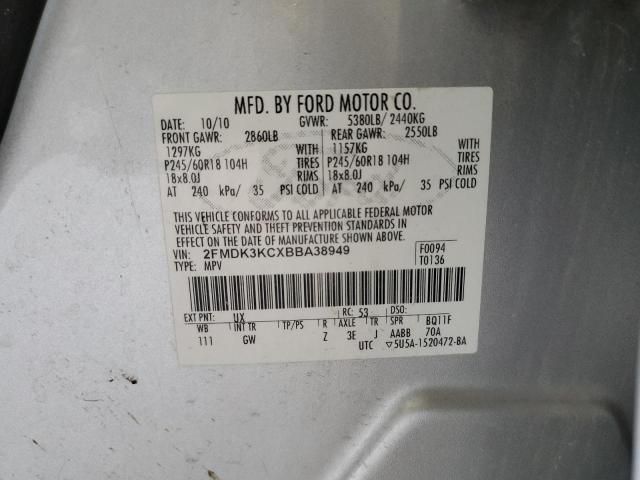 MFD. BY FORD MOTOR CO.
DATE: 10/10 GVWR: 5380LB/ 2440KG
FRONT GAWR: 2860LB REAR GAWR: 2550LB
1297KG WITH 1157KG WITH
P245/60R18 104H TIRES P245/60R18 104H TIRES
18x8.0J RIMS 18x8.0J RIMS
AT 240 kPa/ 35 PSI COLD AT 240 kPa/ 35 PSI COLD
THIS VEHICLE CONFORMS TO ALL APPLICABLE FEDERAL MOTOR
VEHICLE SAFETY AND THEFT PREVENTION STANDARDS IN
EFFECT ON THE DATE OF MANUFACTURE SHOWN ABOVE.
VIN: 2FMDK3KCXBBA38949 F0094
TYPE: MPV T0136
EXT PNT: UX RC: 53 DSO:
WB INT TR TP/PS R AXLE TR SPR BQ11F
111 GW Z 3E J AABB 70A
UTC ▽5U5A-1520472-BA